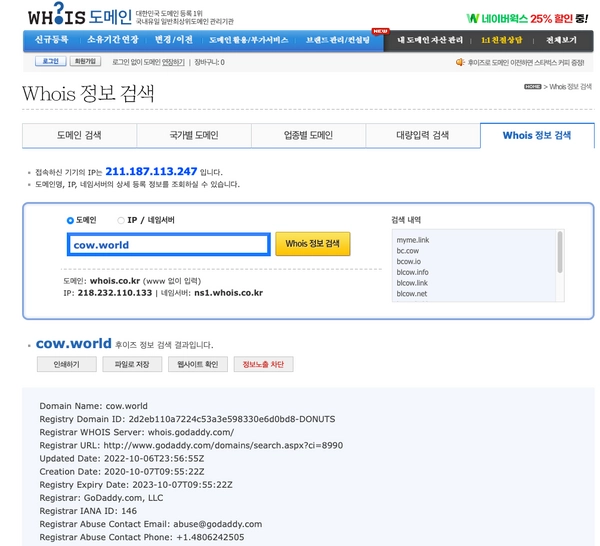 WHOIS 도메인 대한민국 도메인 등록 1위
국내유일 일반최상위도메인 관리기관
네이버웍스 25% 할인 중!
NEW
신규등록 소유기간 연장 변경/이전 도메인 활용/부가서비스 브랜드 관리/컨설팅 내 도메인 자산 관리 1:1 친절상담 전체보기
로그인 회원가입 로그인 없이 도메인 연장하기 | 장바구니: 0 후이즈로 도메인 이전하면 스타벅스 커피 증정!
Whois 정보 검색
HOME > Whois 정보 검색
도메인 검색 국가별 도메인 업종별 도메인 대량입력 검색 Whois 정보 검색
접속하신 기기의 IP는 211.187.113.247 입니다.
도메인명, IP, 네임서버의 상세 등록 정보를 조회하실 수 있습니다.
도메인 IP / 네임서버
cow.world Whois 정보 검색
도메인: whois.co.kr (www 없이 입력)
IP: 218.232.110.133 | 네임서버: ns1.whois.co.kr
검색 내역
myme.link
bc.cow
bcow.io
blcow.info
blcow.link
blcow.net
cow.world 후이즈 정보 검색 결과입니다.
인쇄하기 파일로 저장 웹사이트 확인 정보노출 차단
Domain Name: cow.world
Registry Domain ID: 2d2eb110a7224c53a3e598330e6d0bd8-DONUTS
Registrar WHOIS Server: whois.godaddy.com/
Registrar URL: http://www.godaddy.com/domains/search.aspx?ci=8990
Updated Date: 2022-10-06T23:56:55Z
Creation Date: 2020-10-07T09:55:22Z
Registry Expiry Date: 2023-10-07T09:55:22Z
Registrar: GoDaddy.com, LLC
Registrar IANA ID: 146
Registrar Abuse Contact Email: abuse@godaddy.com
Registrar Abuse Contact Phone: +1.4806242505